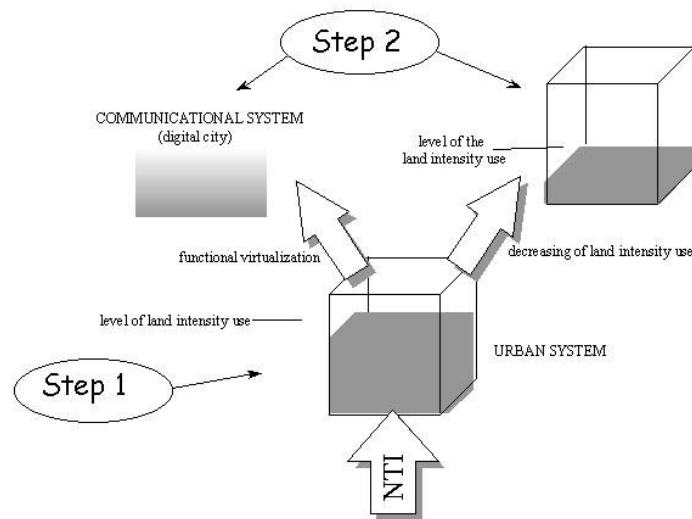 Step 2
COMMUNICATIONAL SYSTEM
(digital city)
level of the
land intensity use
functional virtualization
decreasing of land intensity use
level of land intensity use
URBAN SYSTEM
Step 1
NTI